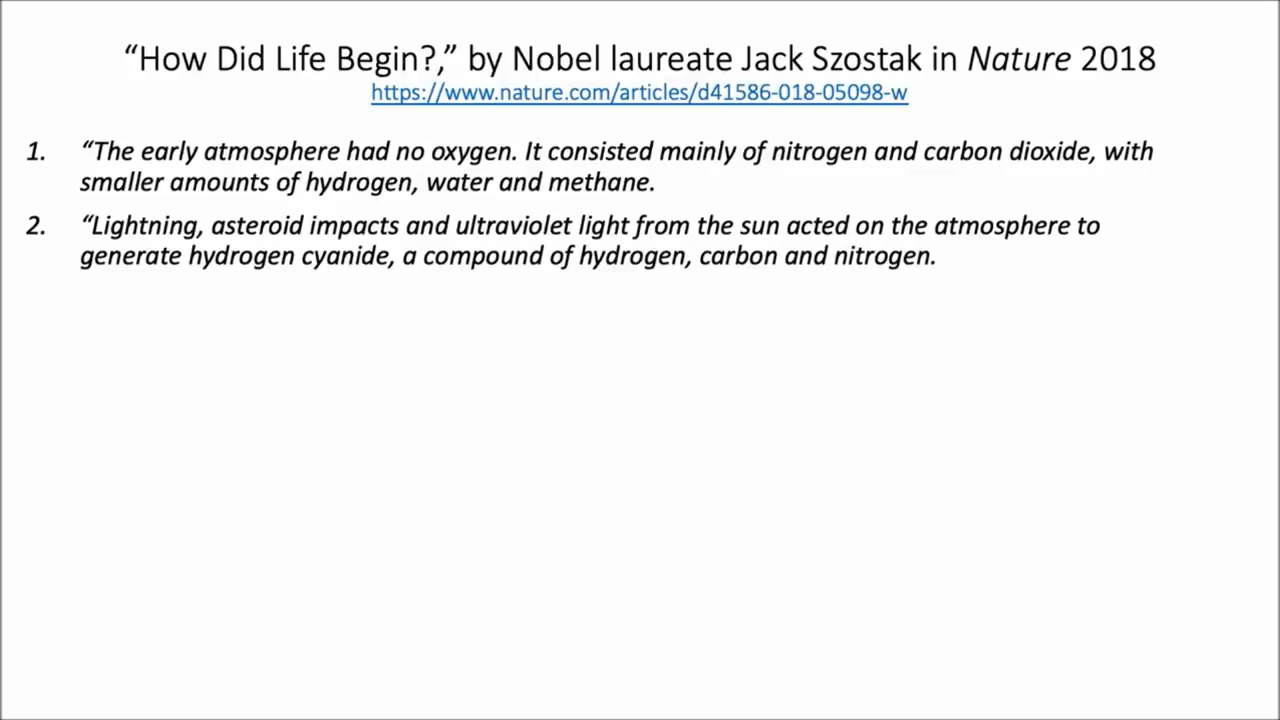 “How Did Life Begin?,” by Nobel laureate Jack Szostak in Nature 2018
https://www.nature.com/articles/d41586-018-05098-w
1. “The early atmosphere had no oxygen. It consisted mainly of nitrogen and carbon dioxide, with
smaller amounts of hydrogen, water and methane.
2. “Lightning, asteroid impacts and ultraviolet light from the sun acted on the atmosphere to
generate hydrogen cyanide, a compound of hydrogen, carbon and nitrogen.